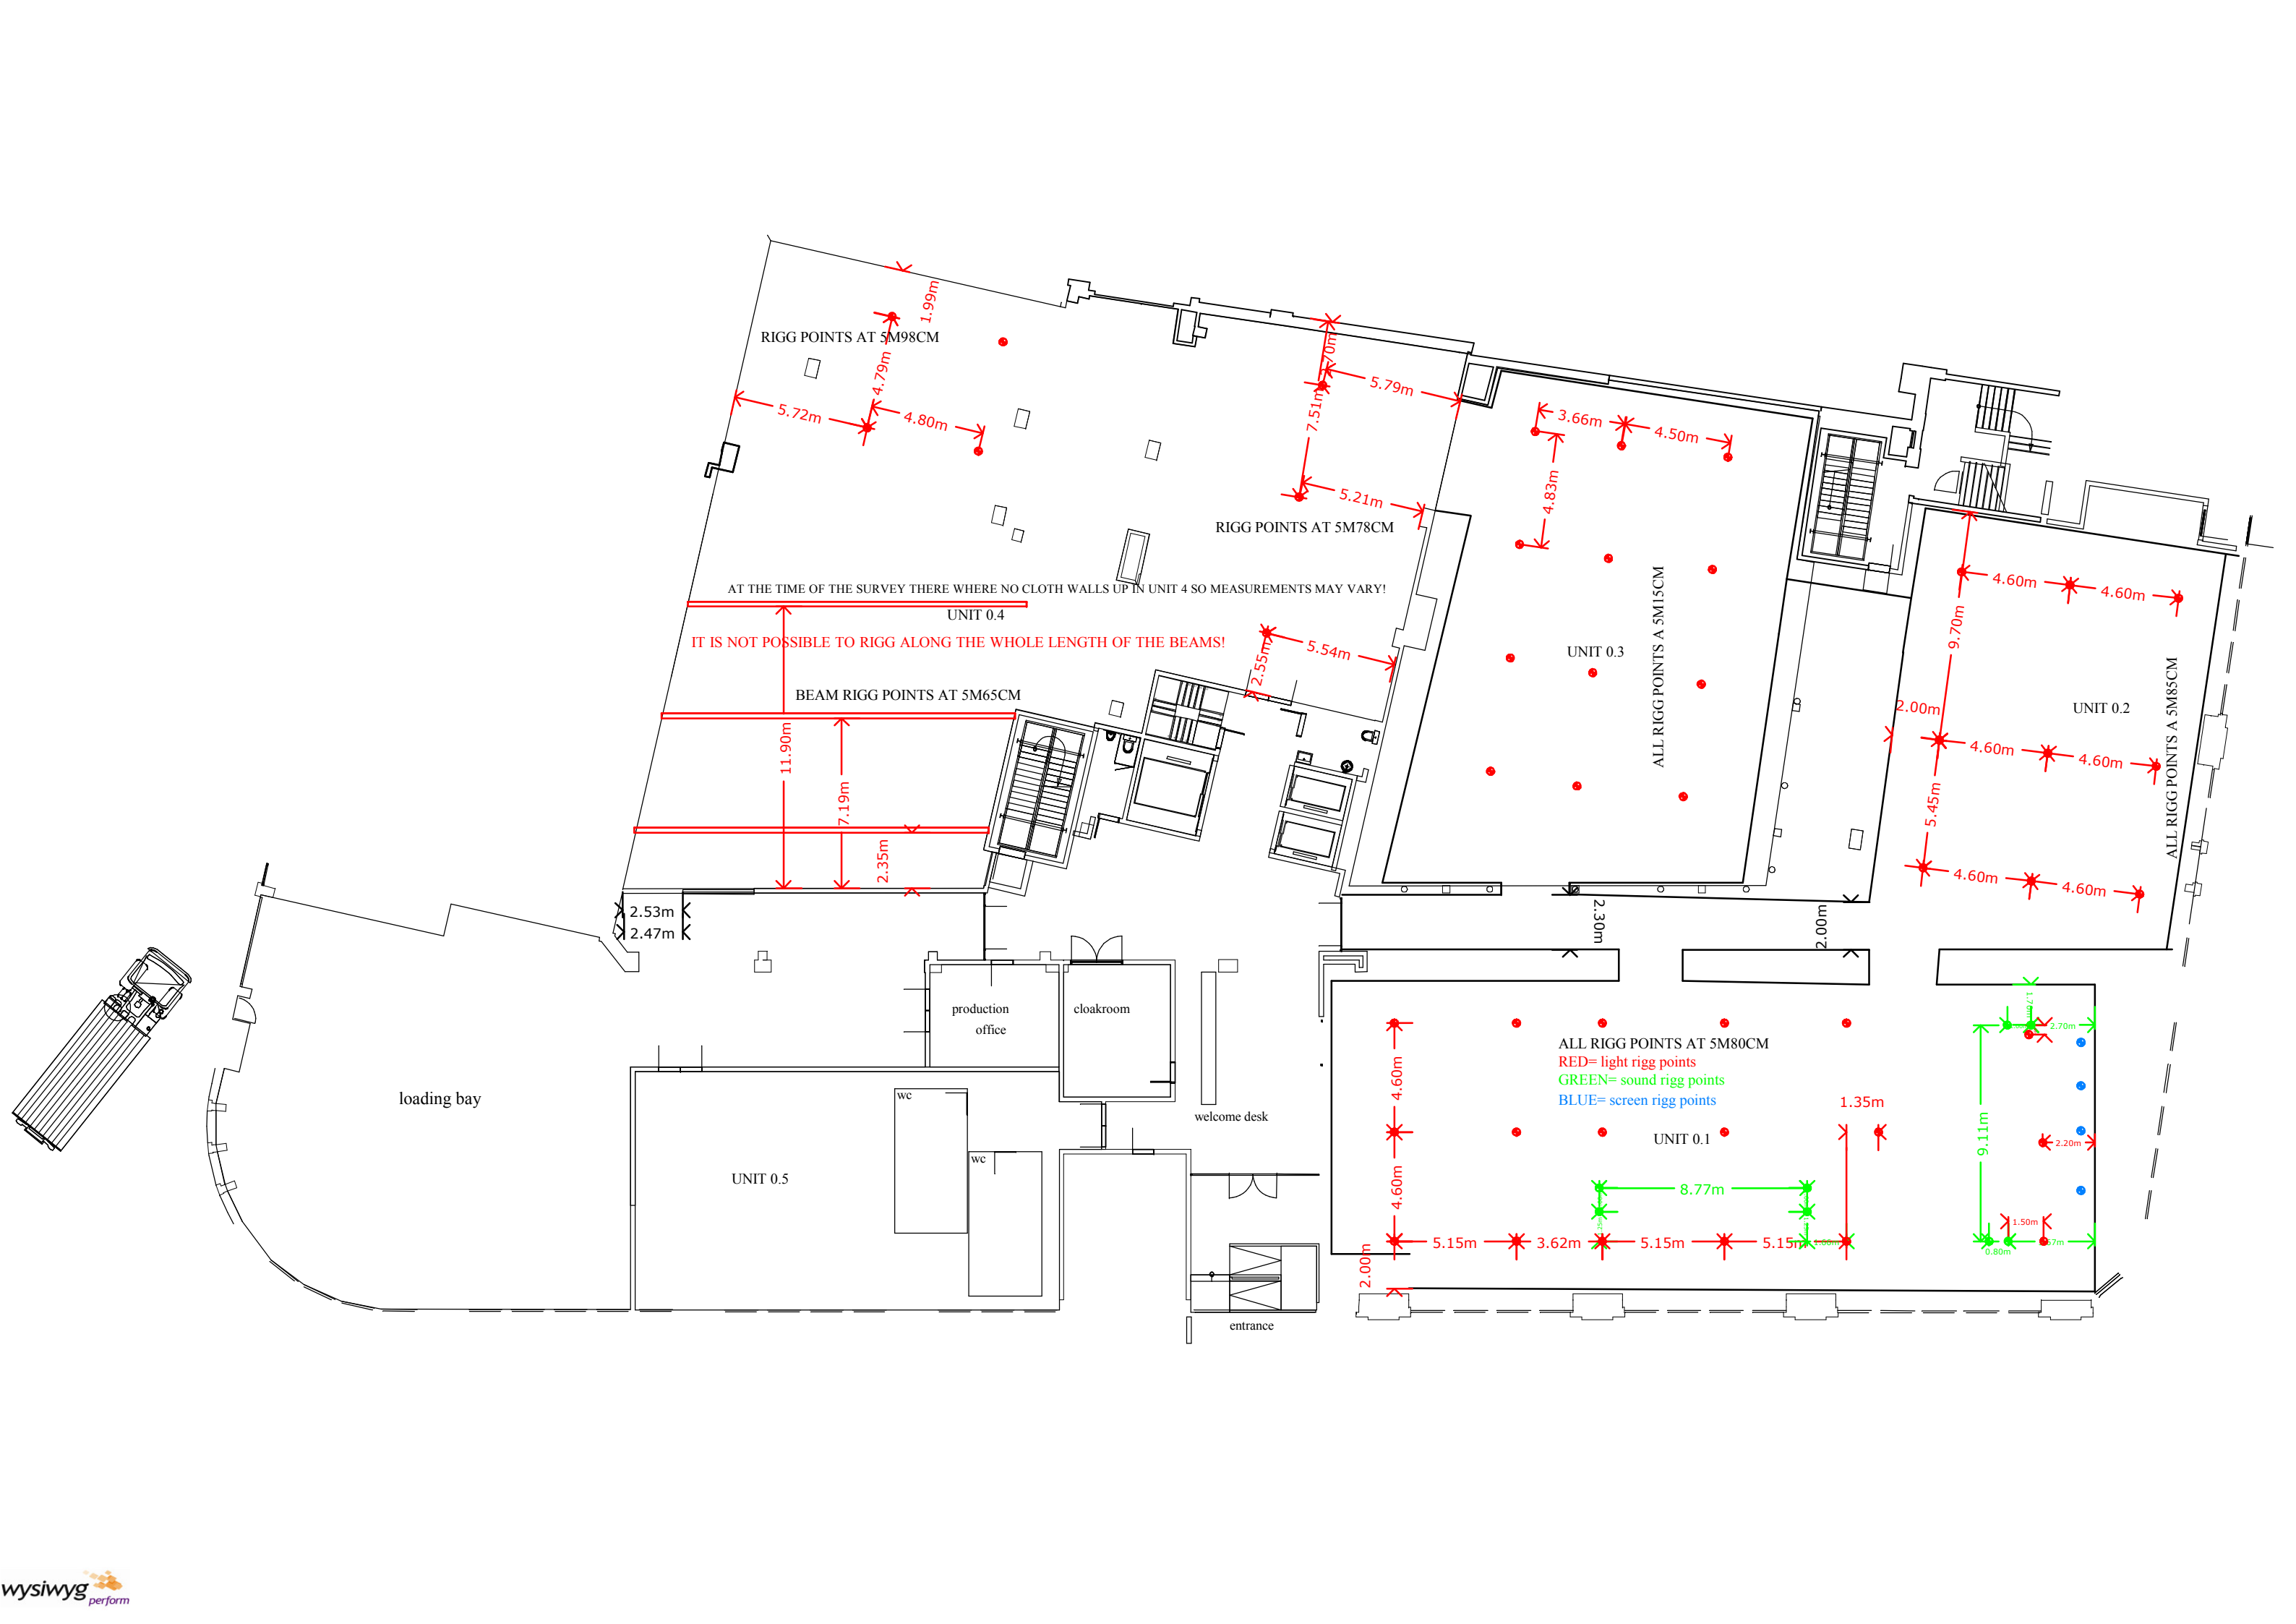 1.99m
RIGG POINTS AT 5M98CM
4.79m
5.72m
4.80m
5.79m
7.51m
5.21m
RIGG POINTS AT 5M78CM
3.66m
4.50m
4.83m
AT THE TIME OF THE SURVEY THERE WHERE NO CLOTH WALLS UP IN UNIT 4 SO MEASUREMENTS MAY VARY!
UNIT 0.4
IT IS NOT POSSIBLE TO RIGG ALONG THE WHOLE LENGTH OF THE BEAMS!
BEAM RIGG POINTS AT 5M65CM
2.55m
5.54m
11.90m
7.19m
2.35m
2.53m
2.47m
UNIT 0.3
ALL RIGG POINTS A 5M15CM
4.60m
4.60m
9.70m
2.00m
UNIT 0.2
ALL RIGG POINTS A 5M85CM
4.60m
4.60m
5.45m
4.60m
4.60m
2.30m
2.00m
production
office
cloakroom
loading bay
wc
wc
welcome desk
UNIT 0.5
entrance
ALL RIGG POINTS AT 5M80CM
RED= light rigg points
GREEN= sound rigg points
BLUE= screen rigg points
UNIT 0.1
4.60m
4.60m
1.35m
2.70m
9.11m
2.20m
8.77m
1.50m
5.15m
3.62m
5.15m
5.15m
0.80m
2.00m
wysiwyg
perform